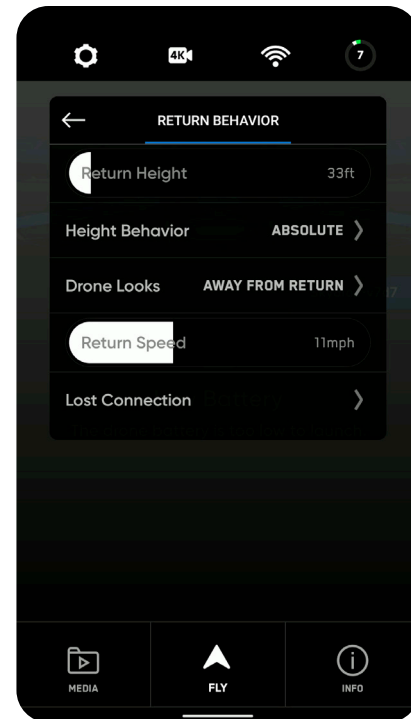 4K
7
RETURN BEHAVIOR
Return Height 33ft
Height Behavior ABSOLUTE
Drone Looks AWAY FROM RETURN
Return Speed 11mph
Lost Connection
MEDIA FLY INFO